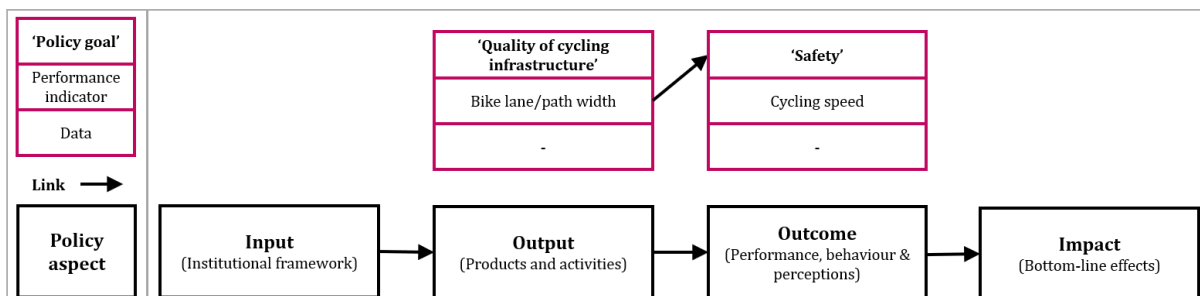 ‘Policy goal’
Performance
indicator
Data
Link
Policy
aspect
‘Quality of cycling
infrastructure’
Bike lane/path width
-
‘Safety’
Cycling speed
-
Input
(Institutional framework)
Output
(Products and activities)
Outcome
(Performance, behaviour &
perceptions)
Impact
(Bottom-line effects)